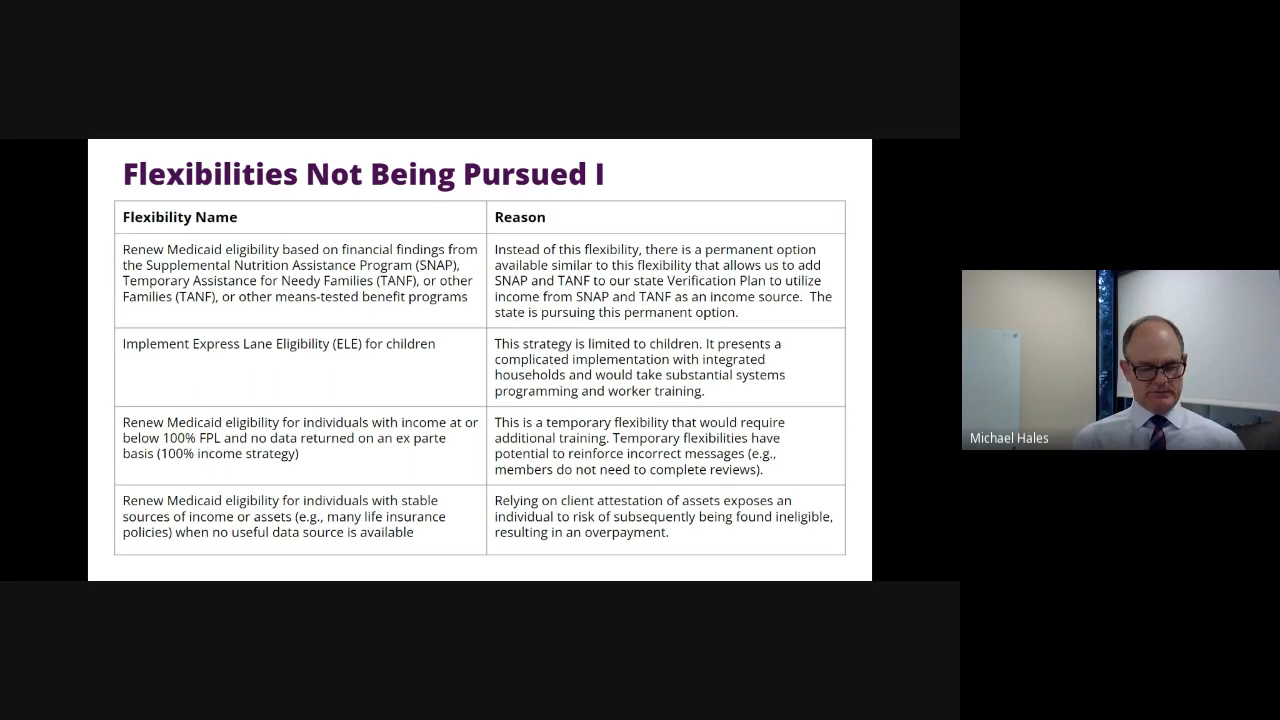 Flexibilities Not Being Pursued I
Flexibility Name
Reason
Renew Medicaid eligibility based on financial findings from
the Supplemental Nutrition Assistance Program (SNAP),
Temporary Assistance for Needy Families (TANF), or other
Families (TANF), or other means-tested benefit programs
Instead of this flexibility, there is a permanent option
available similar to this flexibility that allows us to add
SNAP and TANF to our state Verification Plan to utilize
income from SNAP and TANF as an income source.  The
state is pursuing this permanent option.
Implement Express Lane Eligibility (ELE) for children
This strategy is limited to children. It presents a
complicated implementation with integrated
households and would take substantial systems
programming and worker training.
Renew Medicaid eligibility for individuals with income at or
below 100% FPL and no data returned on an ex parte
basis (100% income strategy)
This is a temporary flexibility that would require
additional training. Temporary flexibilities have
potential to reinforce incorrect messages (e.g.,
members do not need to complete reviews).
Renew Medicaid eligibility for individuals with stable
sources of income or assets (e.g., many life insurance
policies) when no useful data source is available
Relying on client attestation of assets exposes an
individual to risk of subsequently being found ineligible,
resulting in an overpayment.
Michael Hales